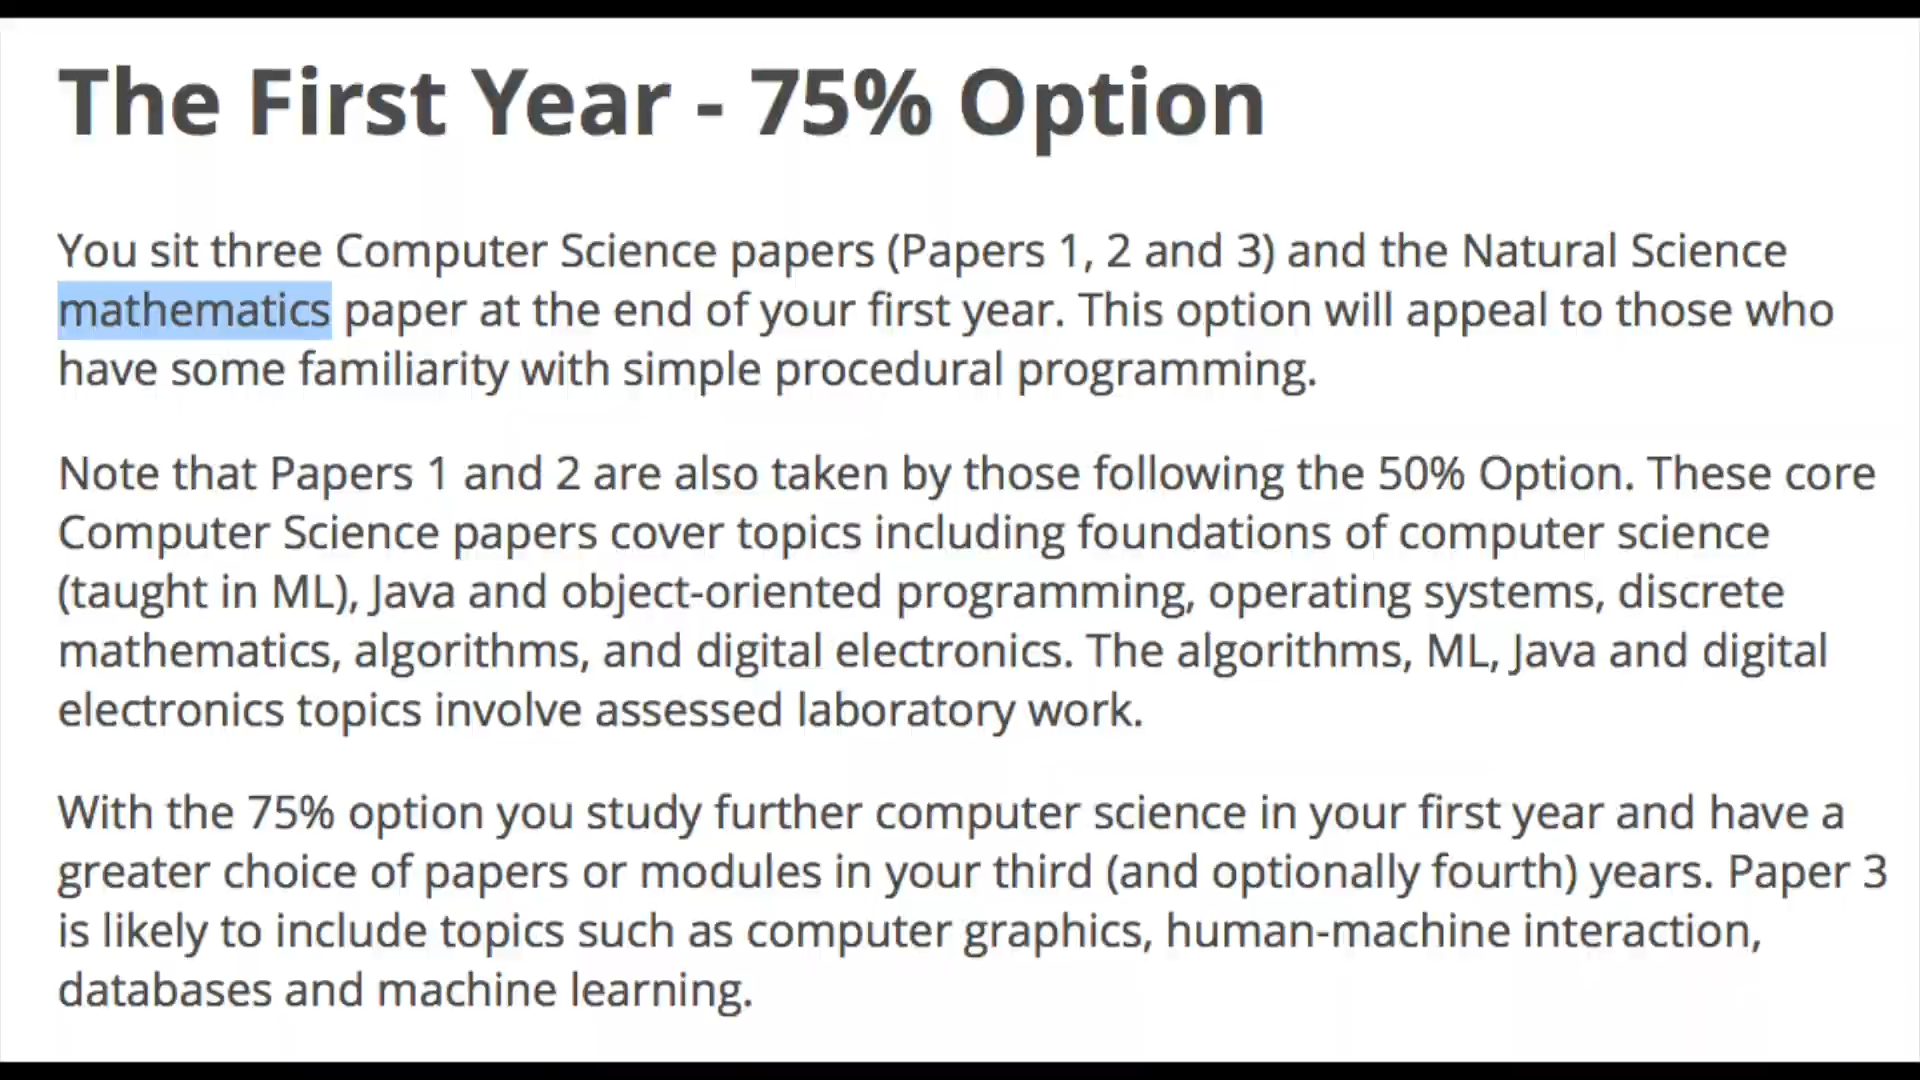 The First Year - 75% Option
You sit three Computer Science papers (Papers 1, 2 and 3) and the Natural Science
mathematics paper at the end of your first year. This option will appeal to those who
have some familiarity with simple procedural programming.
Note that Papers 1 and 2 are also taken by those following the 50% Option. These core
Computer Science papers cover topics including foundations of computer science
(taught in ML), Java and object-oriented programming, operating systems, discrete
mathematics, algorithms, and digital electronics. The algorithms, ML, Java and digital
electronics topics involve assessed laboratory work.
With the 75% option you study further computer science in your first year and have a
greater choice of papers or modules in your third (and optionally fourth) years. Paper 3
is likely to include topics such as computer graphics, human-machine interaction,
databases and machine learning.